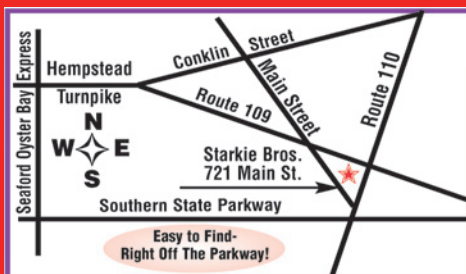 Seaford Oyster Bay Express
Hempstead
Turnpike
Conklin Street
Main Street
Route 109
Route 110
N
W E
S
Starkie Bros.
721 Main St.
Southern State Parkway
Easy to Find-
Right Off The Parkway!